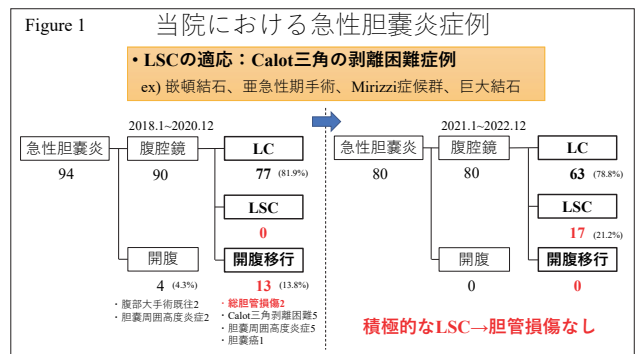 Figure 1
当院における急性胆嚢炎症例
・LSCの適応：Calot三角の剥離困難症例
ex) 嵌頓結石、亜急性期手術、Mirizzi症候群、巨大結石
2018.1~2020.12
急性胆嚢炎
94
腹腔鏡
90
LC
77 (81.9%)
LSC
0
開腹
4 (4.3%)
・腹部大手術既往2
・胆嚢周囲高度炎症2
開腹移行
13 (13.8%)
・総胆管損傷2
・Calot三角剥離困難5
・胆嚢周囲高度炎症5
・胆嚢癌1
2021.1~2022.12
急性胆嚢炎
80
腹腔鏡
80
LC
63 (78.8%)
LSC
17 (21.2%)
開腹
0
開腹移行
0
積極的なLSC→胆管損傷なし